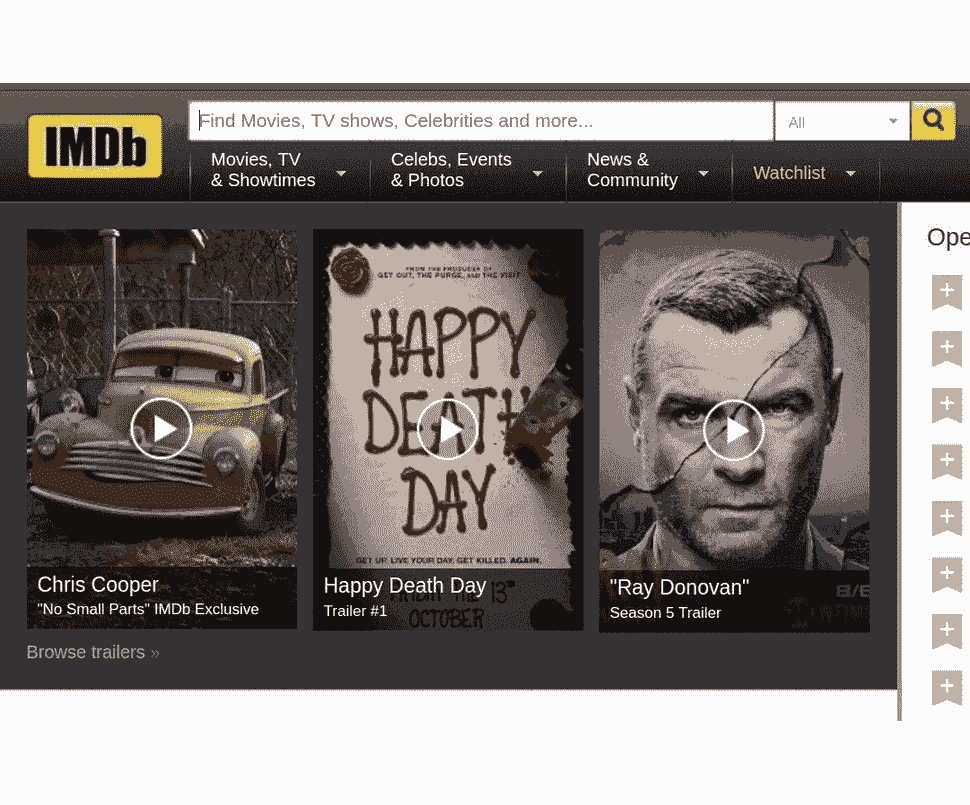 IMDb
Find Movies, TV shows, Celebrities and more...
All
Movies, TV
& Showtimes
Celebs, Events
& Photos
News &
Community
Watchlist
Ope
FROM THE PRODUCERS OF
GET OUT, THE PURGE, AND THE VISIT
HAPPY
DEATH
DAY
GET UP. LIVE YOUR DAY. GET KILLED. AGAIN.
FRIDAY THE 13TH
OCTOBER
8/6
Chris Cooper
"No Small Parts" IMDb Exclusive
Happy Death Day
Trailer #1
"Ray Donovan"
Season 5 Trailer
Browse trailers »